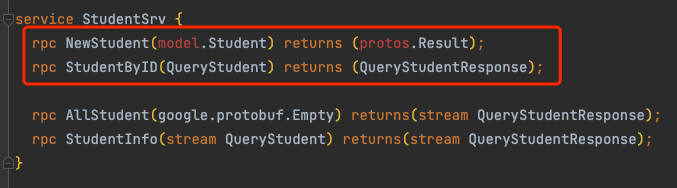 service StudentSrv {
rpc NewStudent(model.Student) returns (protos.Result);
rpc StudentByID(QueryStudent) returns (QueryStudentResponse);
rpc AllStudent(google.protobuf.Empty) returns(stream QueryStudentResponse);
rpc StudentInfo(stream QueryStudent) returns(stream QueryStudentResponse);
}